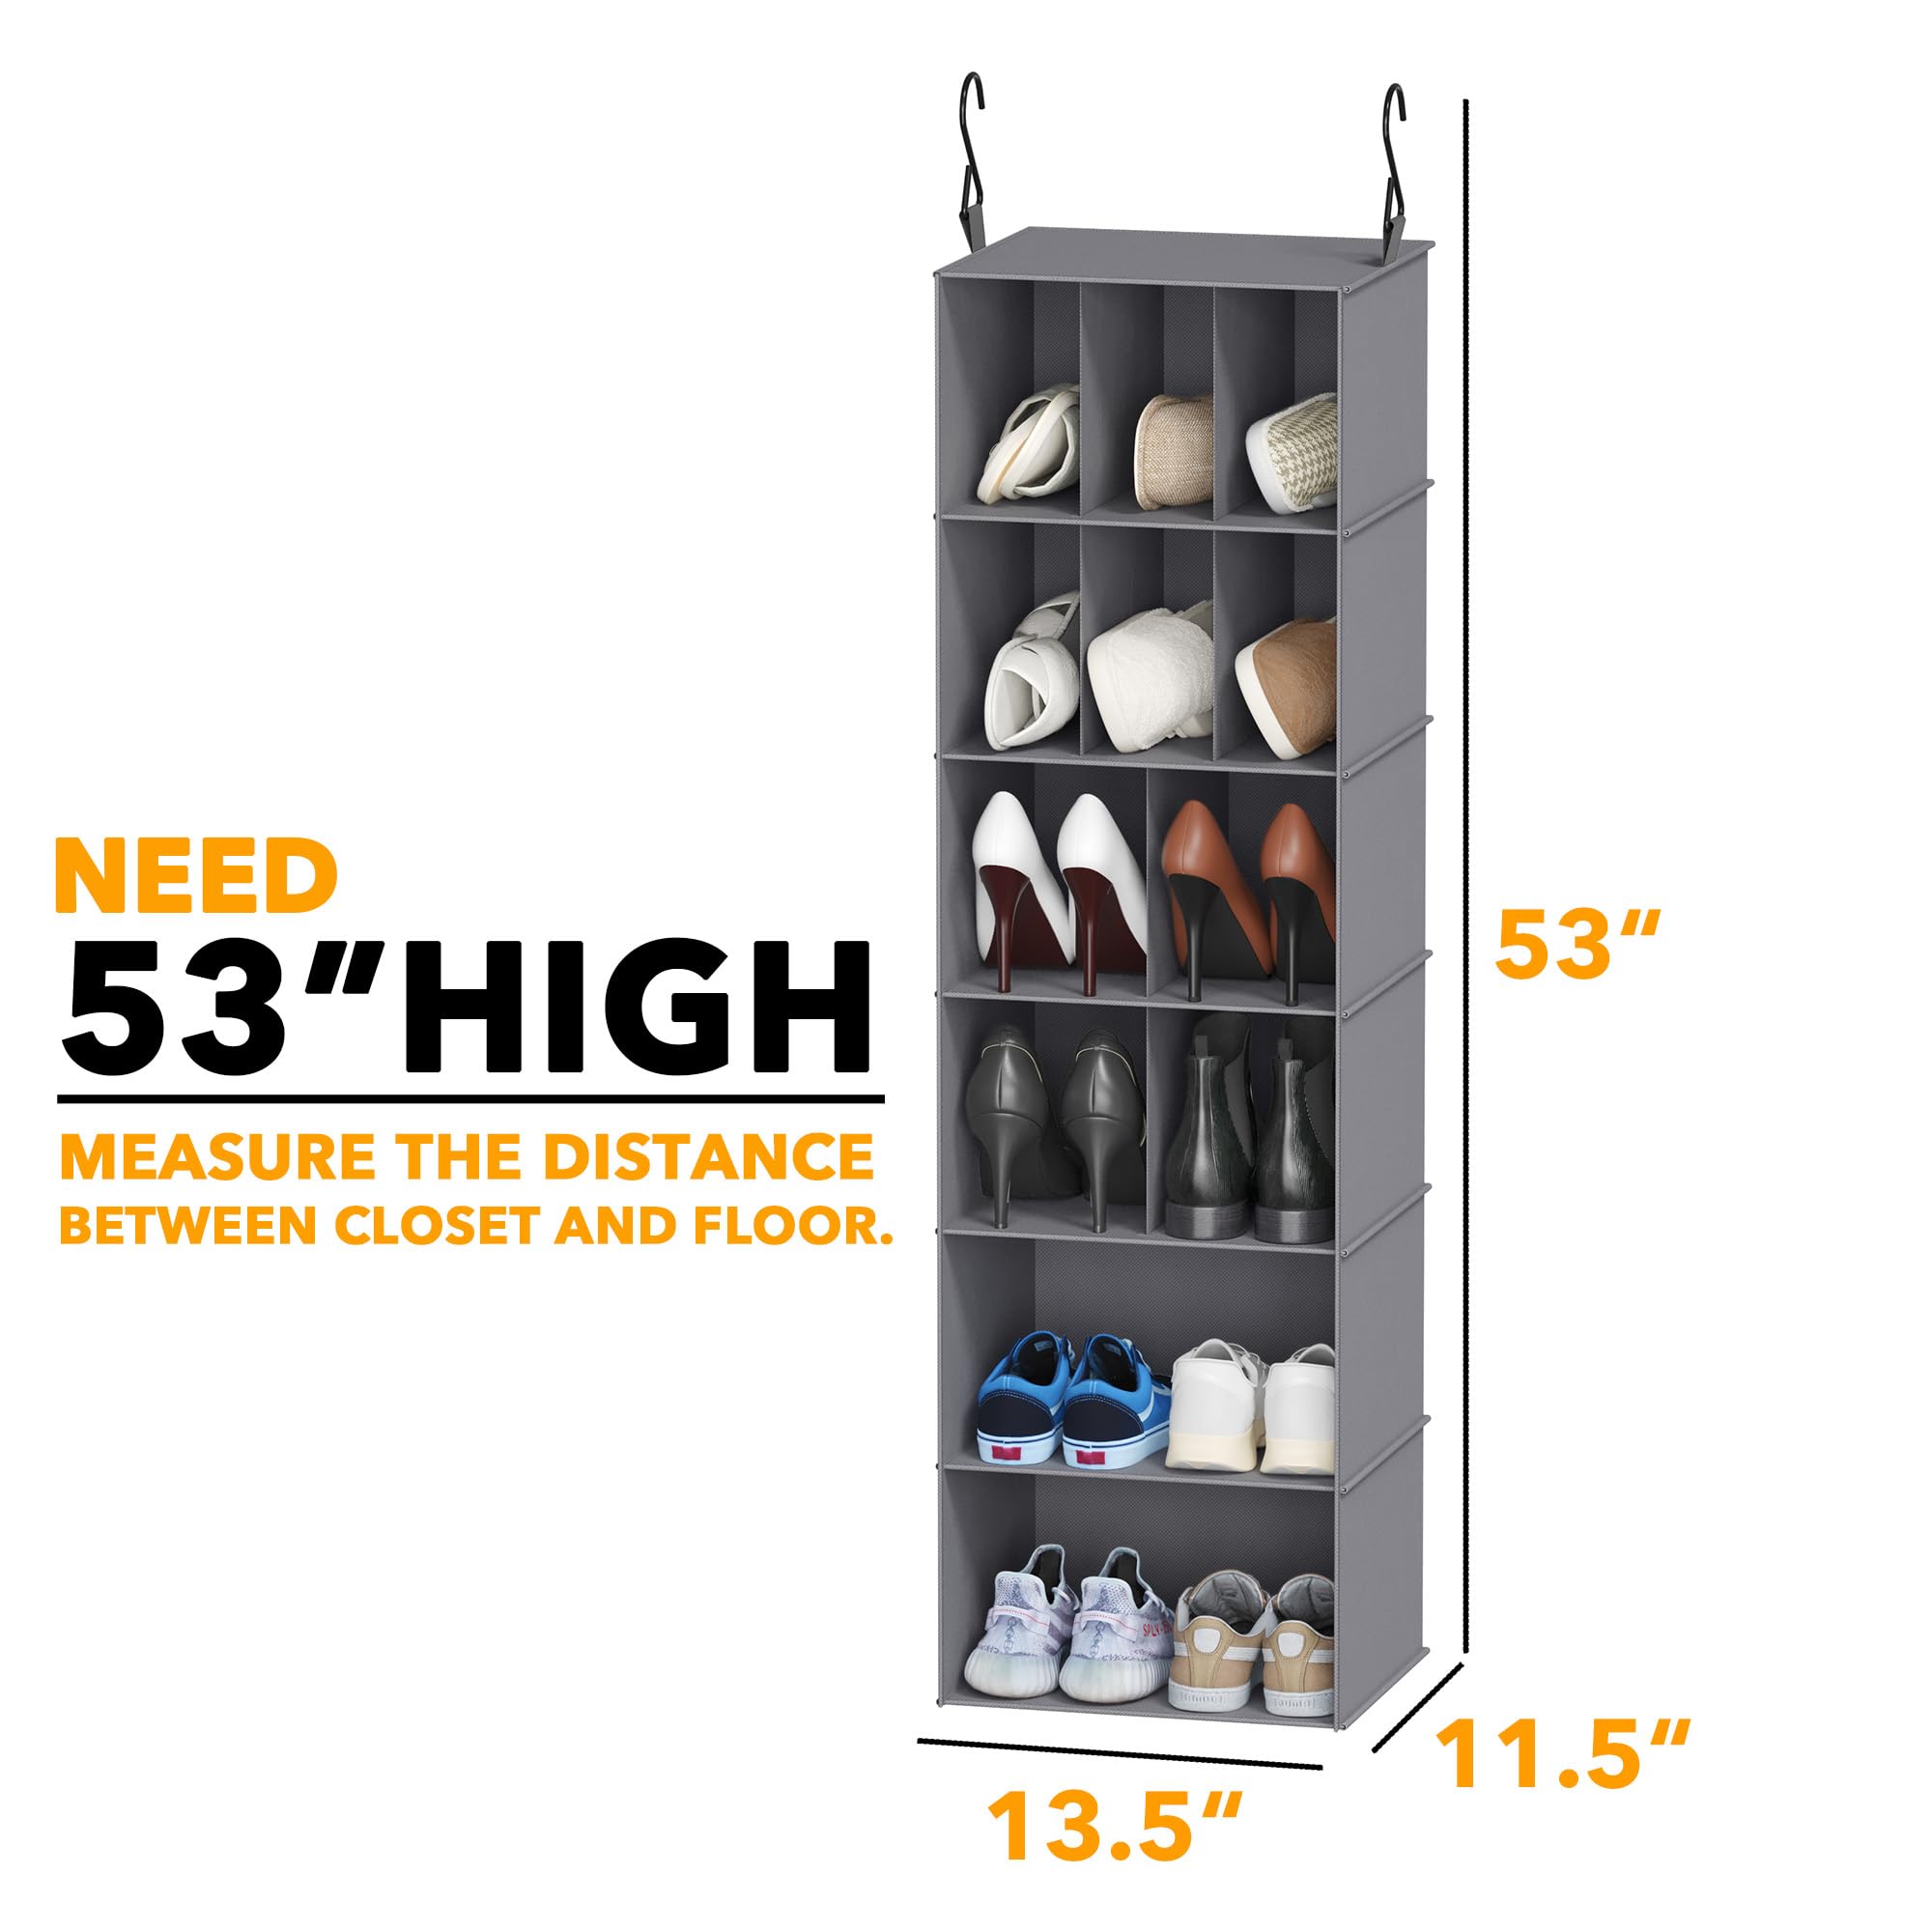 NEED
53"HIGH
MEASURE THE DISTANCE
BETWEEN CLOSET AND FLOOR.
53"
11.5"
13.5"